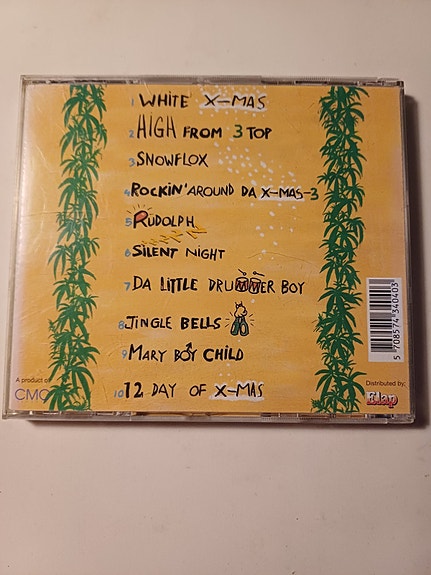 1 WHITE X-MAS
2 HIGH FROM 3 TOP
3 SNOWFLOX
4 ROCKIN' AROUND DA X-MAS-3
5 RUDOLPH
6 SILENT NIGHT
7 DA LITTLE DRUMMER BOY
8 JINGLE BELLS
9 MARY BOY CHILD
10 12 DAY OF X-MAS
5 708574 340403
A product of
CMC
Distributed by:
Elap